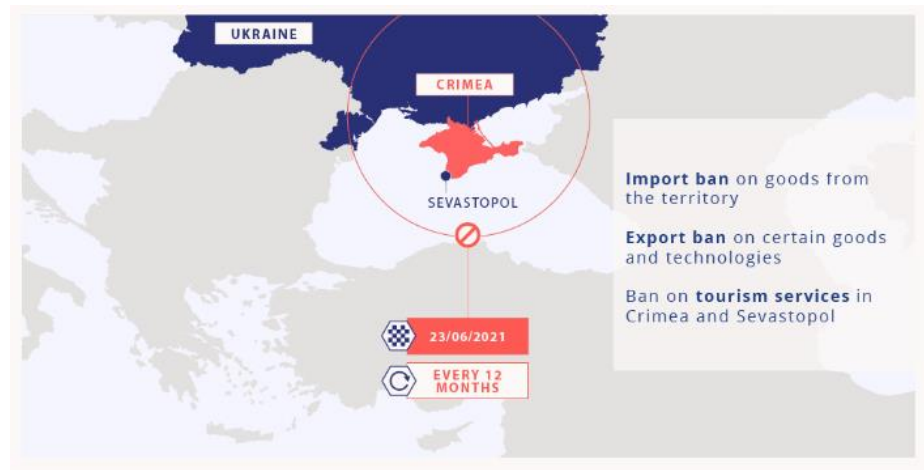 UKRAINE
CRIMEA
SEVASTOPOL
Import ban on goods from
the territory
Export ban on certain goods
and technologies
Ban on tourism services in
Crimea and Sevastopol
23/06/2021
EVERY 12
MONTHS